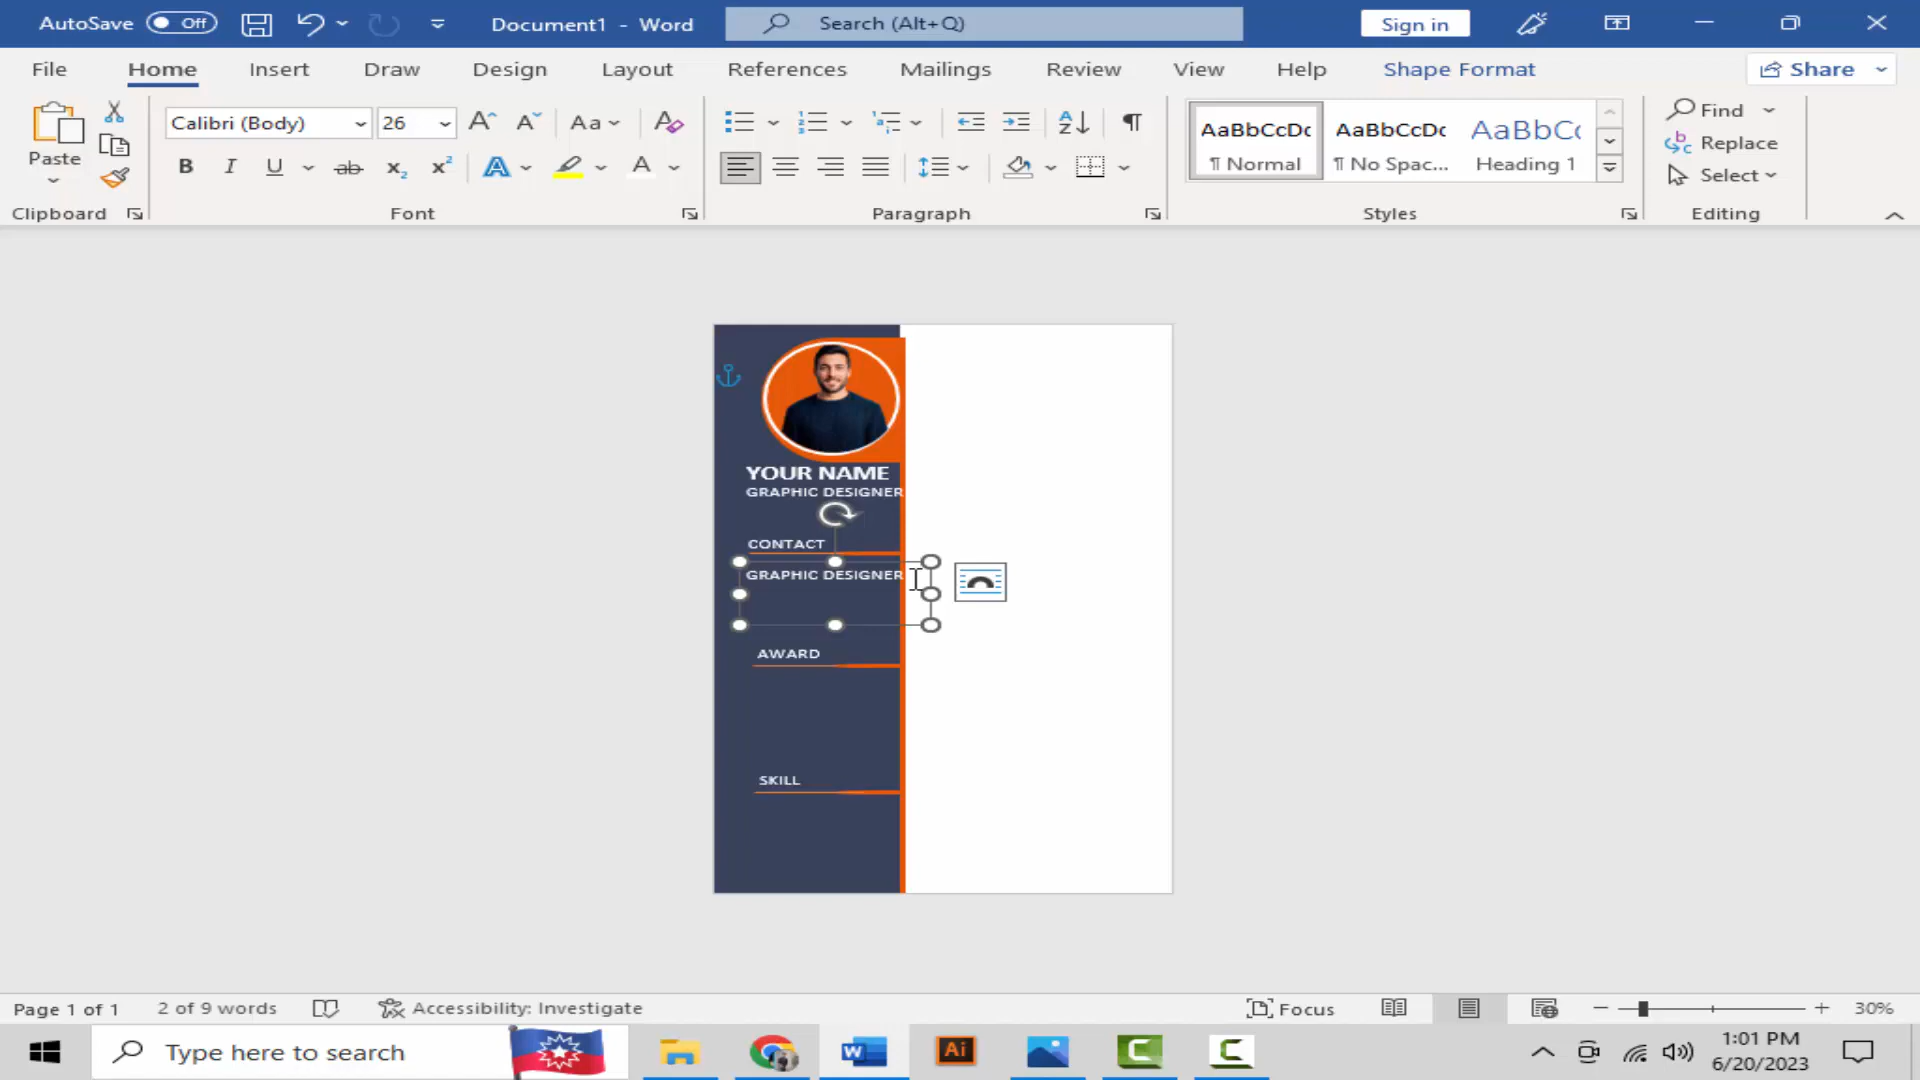 AutoSave Off Document1 - Word Search (Alt+Q) Sign in
File Home Insert Draw Design Layout References Mailings Review View Help Shape Format Share
Paste Calibri (Body) 26 Aa AaBbCcDc AaBbCcDc AaBbC Find
¶ Normal ¶ No Spac... Heading 1 Replace
Select
Clipboard Font Paragraph Styles Editing
YOUR NAME
GRAPHIC DESIGNER
CONTACT
GRAPHIC DESIGNER
AWARD
SKILL
Page 1 of 1 2 of 9 words Accessibility: Investigate Focus 30%
Type here to search Ai 1:01 PM
6/20/2023